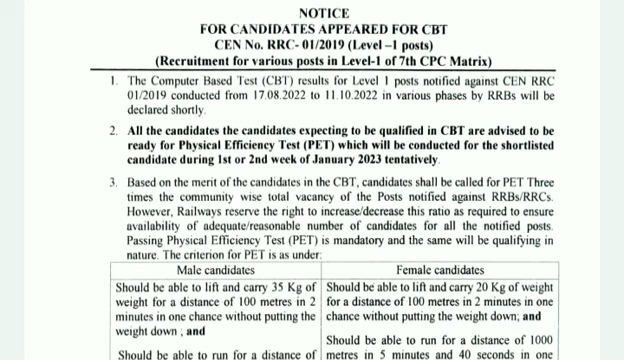 NOTICE
FOR CANDIDATES APPEARED FOR CBT
CEN No. RRC- 01/2019 (Level –1 posts)
(Recruitment for various posts in Level-1 of 7th CPC Matrix)
1. The Computer Based Test (CBT) results for Level 1 posts notified against CEN RRC
01/2019 conducted from 17.08.2022 to 11.10.2022 in various phases by RRBs will be
declared shortly.
2. All the candidates the candidates expecting to be qualified in CBT are advised to be
ready for Physical Efficiency Test (PET) which will be conducted for the shortlisted
candidate during 1st or 2nd week of January 2023 tentatively.
3. Based on the merit of the candidates in the CBT, candidates shall be called for PET Three
times the community wise total vacancy of the Posts notified against RRBs/RRCs.
However, Railways reserve the right to increase/decrease this ratio as required to ensure
availability of adequate/reasonable number of candidates for all the notified posts.
Passing Physical Efficiency Test (PET) is mandatory and the same will be qualifying in
nature. The criterion for PET is as under:
Male candidates
Should be able to lift and carry 35 Kg of
weight for a distance of 100 metres in 2
minutes in one chance without putting the
weight down ; and
Should be able to run for a distance of
Female candidates
Should be able to lift and carry 20 Kg of weight
for a distance of 100 metres in 2 minutes in one
chance without putting the weight down; and
Should be able to run for a distance of 1000
metres in 5 minutes and 40 seconds in one